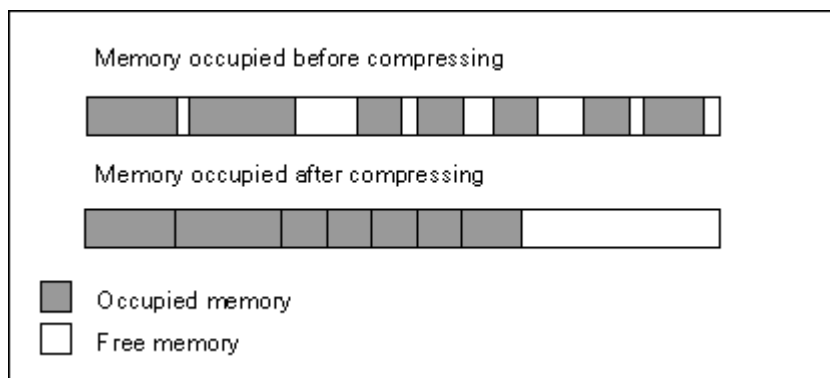 Memory occupied before compressing
Memory occupied after compressing
Occupied memory
Free memory